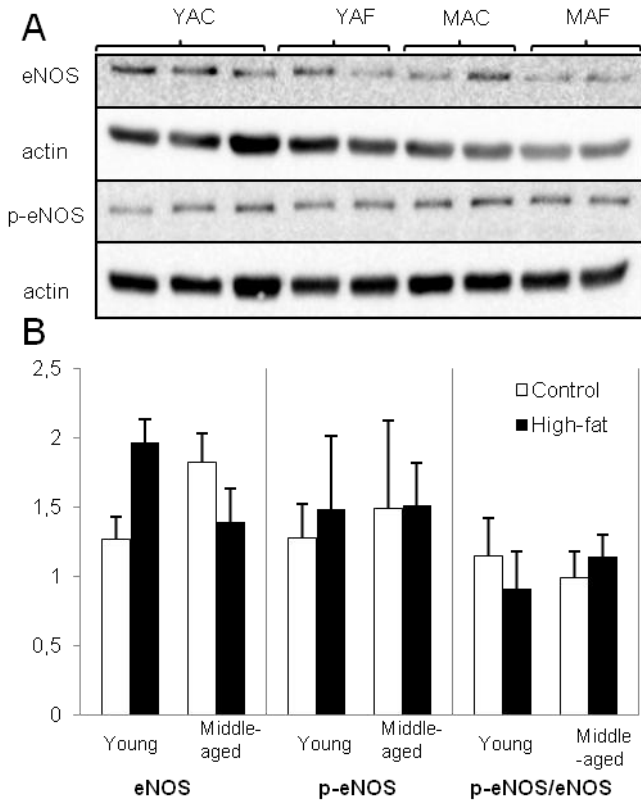 A
YAC YAF MAC MAF
eNOS
actin
p-eNOS
actin
B
2,5
2
1,5
1
0,5
0
Control
High-fat
Young
Middle-
aged
Young
Middle-
aged
Young
Middle
-aged
eNOS p-eNOS p-eNOS/eNOS